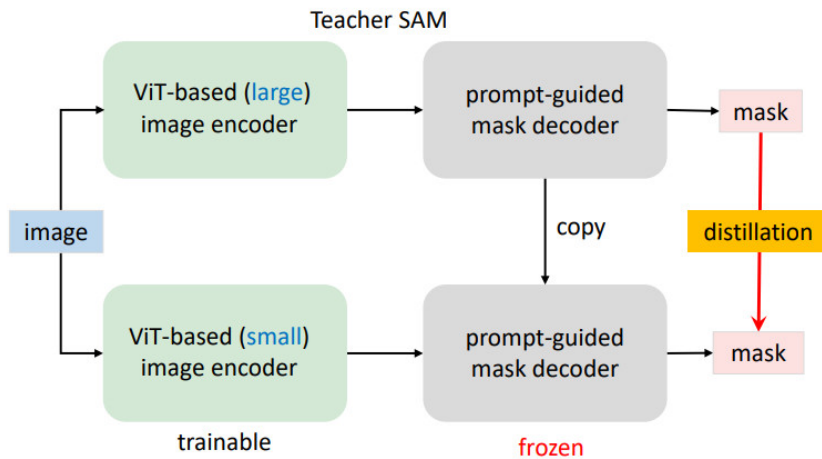 Teacher SAM
ViT-based (large)
image encoder
prompt-guided
mask decoder
mask
image
copy
distillation
ViT-based (small)
image encoder
prompt-guided
mask decoder
mask
trainable
frozen